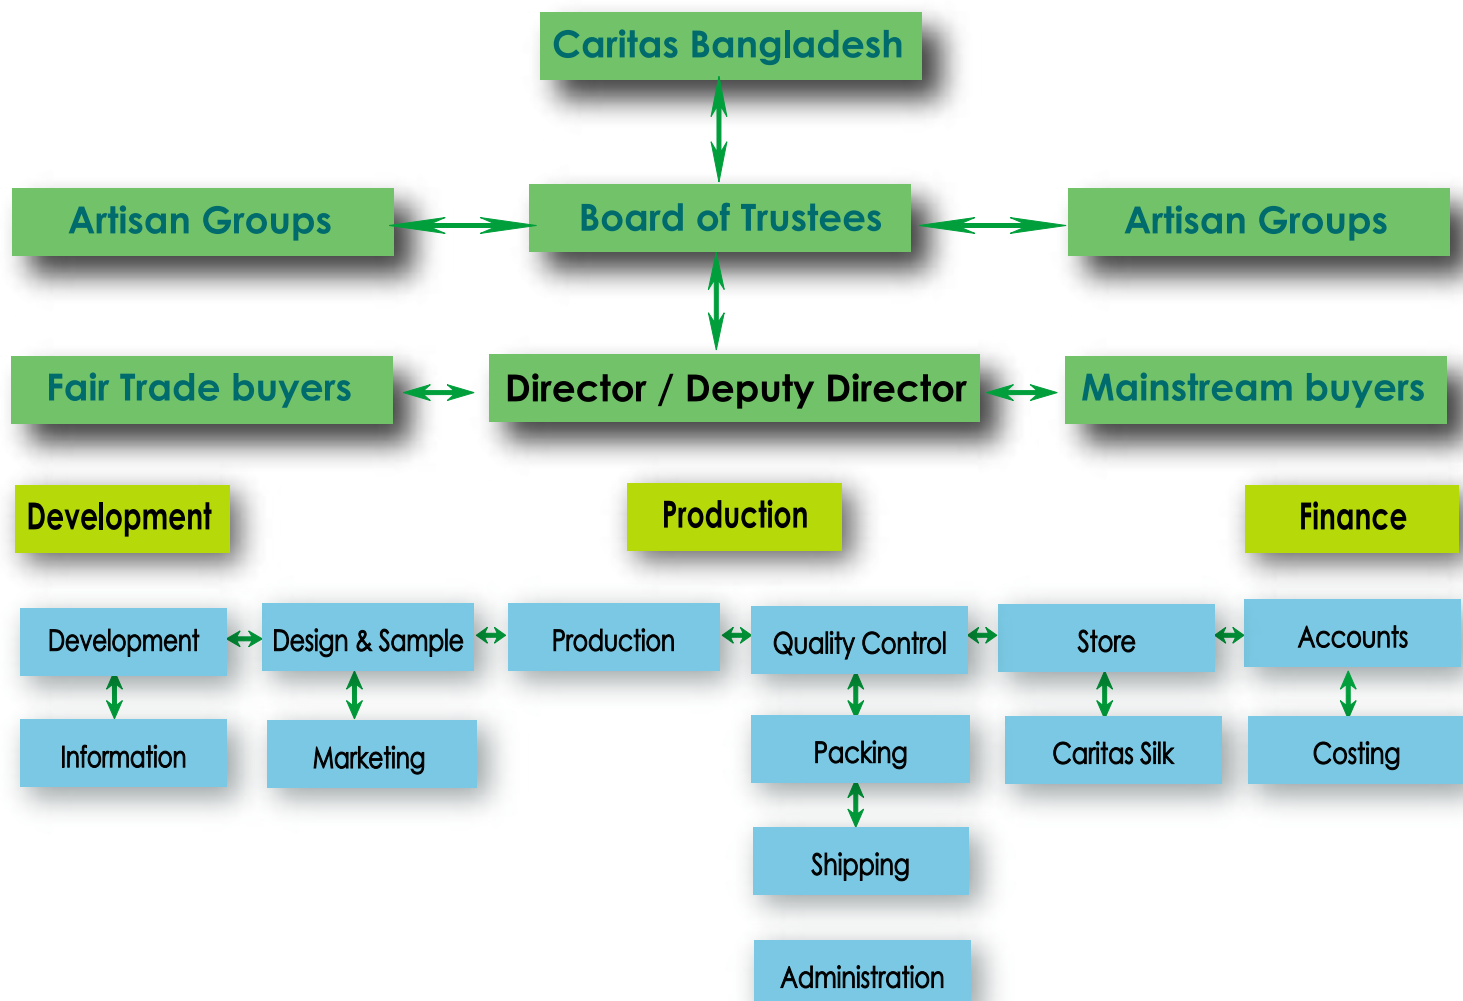 Caritas Bangladesh
Artisan Groups
Board of Trustees
Artisan Groups
Fair Trade buyers
Director / Deputy Director
Mainstream buyers
Development
Production
Finance
Development
Design & Sample
Production
Quality Control
Store
Accounts
Information
Marketing
Packing
Caritas Silk
Costing
Shipping
Administration